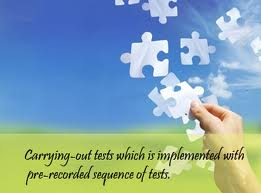 Carrying-out tests which is implemented with
pre-recorded sequence of tests.